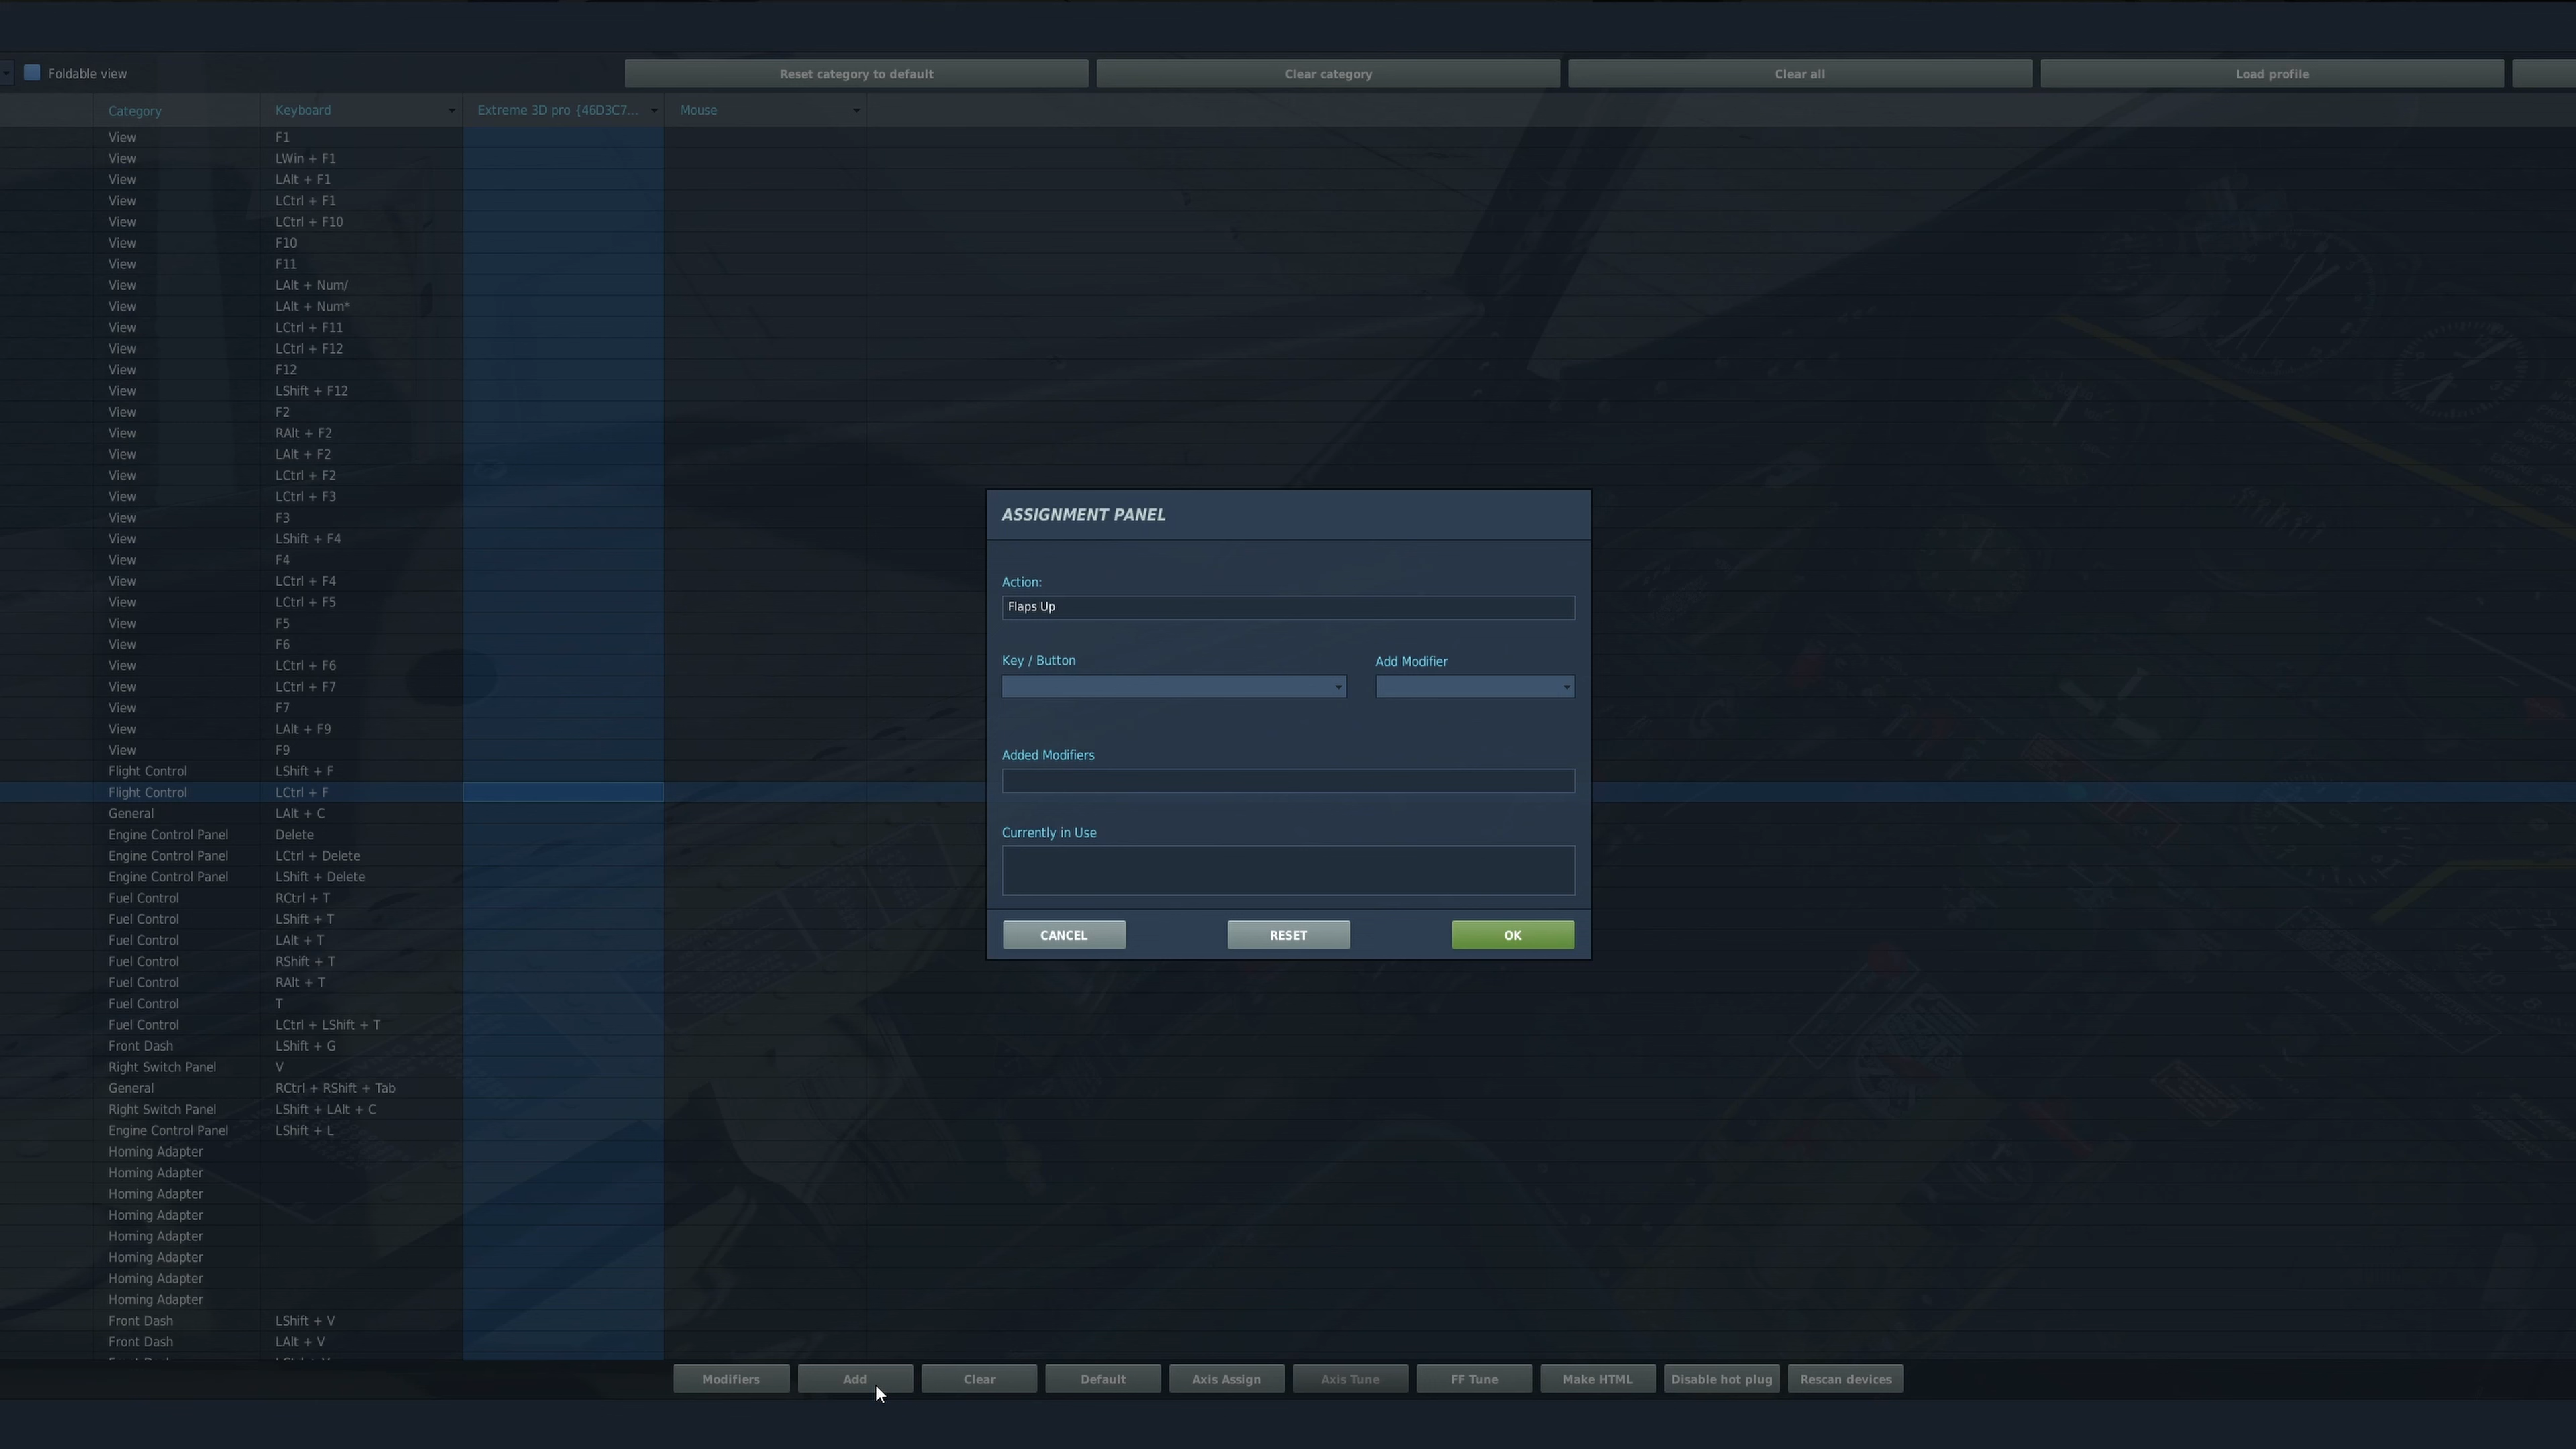 Foldable view Reset category to default Clear category Clear all Load profile
Category Keyboard Extreme 3D pro {46D3C7... Mouse
View F1
View LWin + F1
View LAlt + F1
View LCtrl + F1
View LCtrl + F10
View F10
View F11
View LAlt + Num/
View LAlt + Num*
View LCtrl + F11
View LCtrl + F12
View F12
View LShift + F12
View F2
View RAlt + F2
View LAlt + F2
View LCtrl + F2
View LCtrl + F3
View F3
View LShift + F4
View F4
View LCtrl + F4
View LCtrl + F5
View F5
View F6
View LCtrl + F6
View LCtrl + F7
View F7
View LAlt + F9
View F9
Flight Control LShift + F
Flight Control LCtrl + F
General LAlt + C
Engine Control Panel Delete
Engine Control Panel LCtrl + Delete
Engine Control Panel LShift + Delete
Fuel Control RCtrl + T
Fuel Control LShift + T
Fuel Control LAlt + T
Fuel Control RShift + T
Fuel Control RAlt + T
Fuel Control T
Fuel Control LCtrl + LShift + T
Front Dash LShift + G
Right Switch Panel V
General RCtrl + RShift + Tab
Right Switch Panel LShift + LAlt + C
Engine Control Panel LShift + L
Homing Adapter
Homing Adapter
Homing Adapter
Homing Adapter
Homing Adapter
Homing Adapter
Homing Adapter
Homing Adapter
Front Dash LShift + V
Front Dash LAlt + V
ASSIGNMENT PANEL
Action:
Flaps Up
Key / Button Add Modifier
Added Modifiers
Currently in Use
CANCEL RESET OK
Modifiers Add Clear Default Axis Assign Axis Tune FF Tune Make HTML Disable hot plug Rescan devices